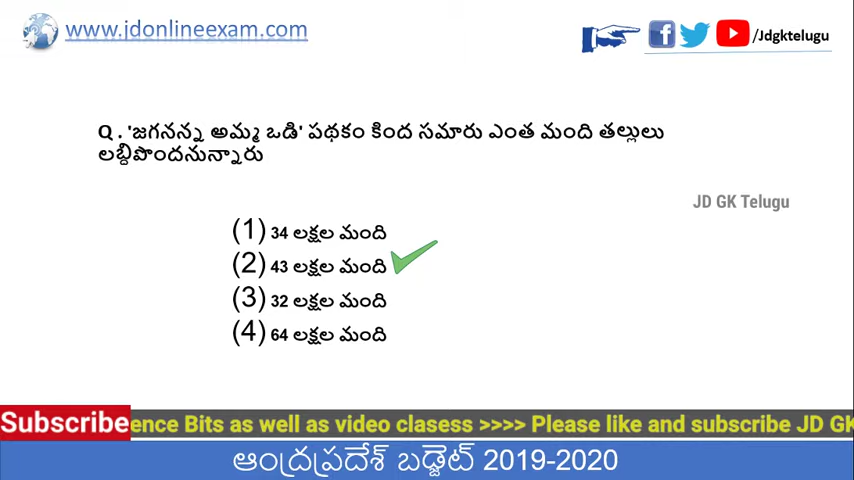 www.jdonlineexam.com
/Jdgktelugu
Q . 'జగనన్న అమ్మ ఒడి' పథకం కింద సమారు ఎంత మంది తల్లులు
లబ్దిపొందనున్నారు
JD GK Telugu
(1) 34 లక్షల మంది
(2) 43 లక్షల మంది
(3) 32 లక్షల మంది
(4) 64 లక్షల మంది
Subscribe ence Bits as well as video clasess >>>> Please like and subscribe JD GK
ఆంధ్రప్రదేశ్ బడ్జెట్ 2019-2020